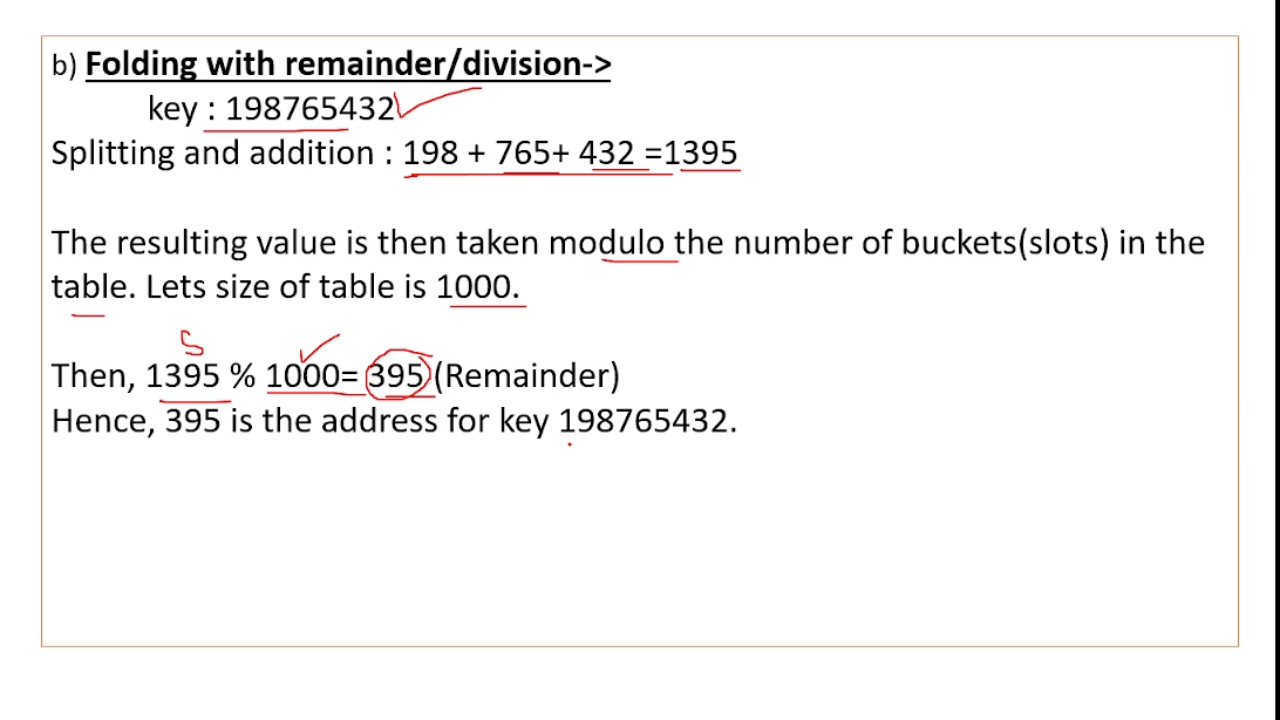 b) Folding with remainder/division->
key : 198765432
Splitting and addition : 198 + 765+ 432 =1395
The resulting value is then taken modulo the number of buckets(slots) in the
table. Lets size of table is 1000.
S
Then, 1395 % 1000= 395 (Remainder)
Hence, 395 is the address for key 198765432.